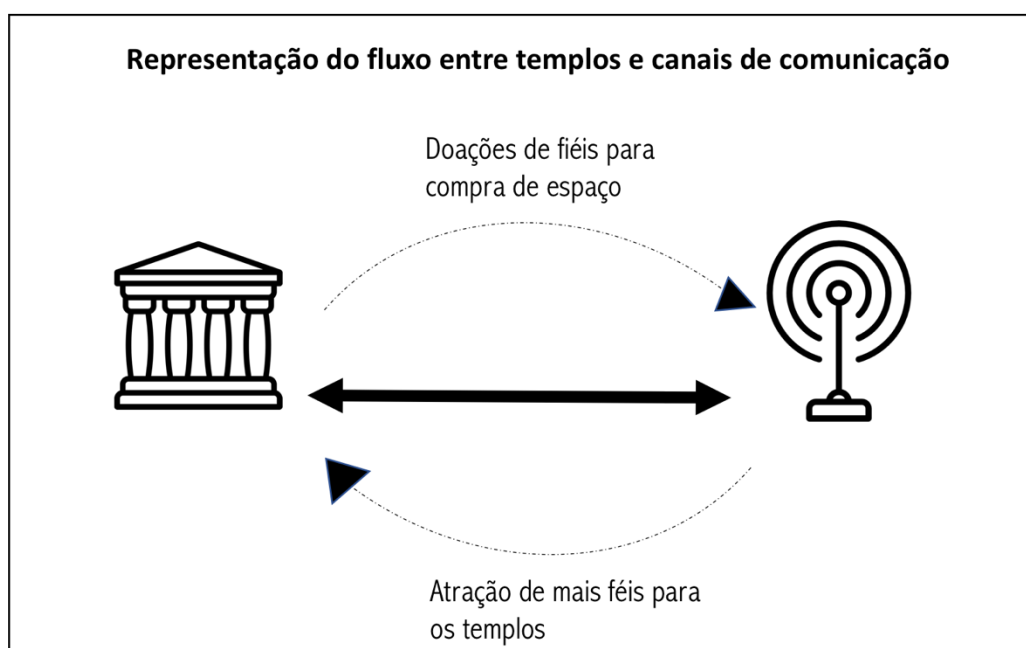 Representação do fluxo entre templos e canais de comunicação
Doações de fiéis para
compra de espaço
Atração de mais féis para
os templos